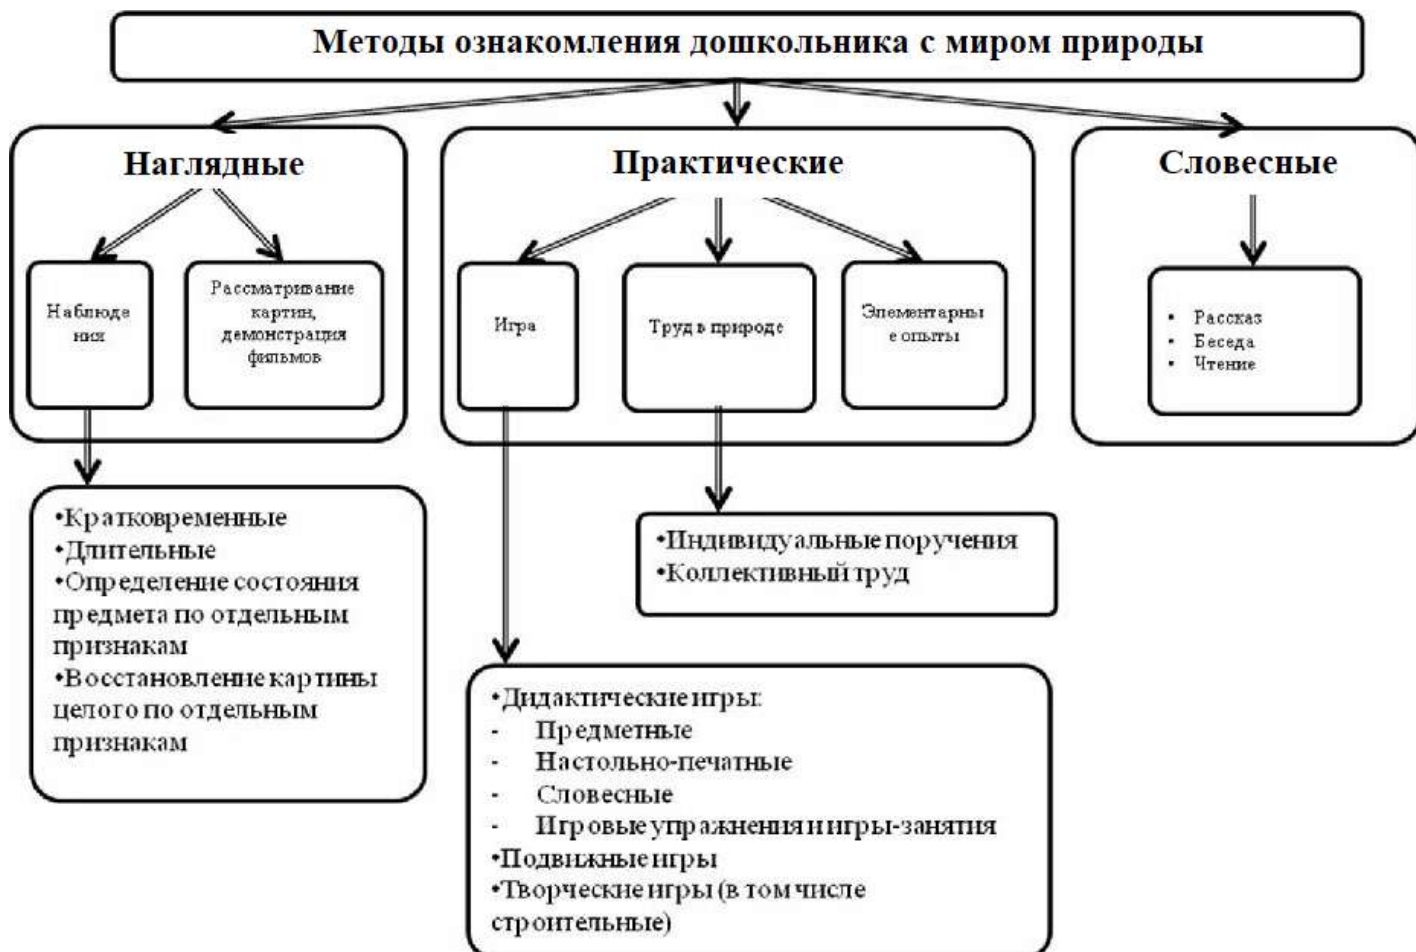 Методы ознакомления дошкольника с миром природы
Наглядные
Наблюде
ния
Рассматривание
картин,
демонстрация
фильмов
•Кратковременные
•Длительные
•Определение состояния
предмета по отдельным
признакам
•Восстановление картины
целого по отдельным
признакам
Практические
Игра
Труд в природе
Элементарны
е опыты
•Индивидуальные поручения
•Коллективный труд
•Дидактические игры:
- Предметные
- Настольно-печатные
- Словесные
- Игровые упражнения и игры-занятия
•Подвижные игры
•Творческие игры (в том числе
строительные)
Словесные
• Рассказ
• Беседа
• Чтение